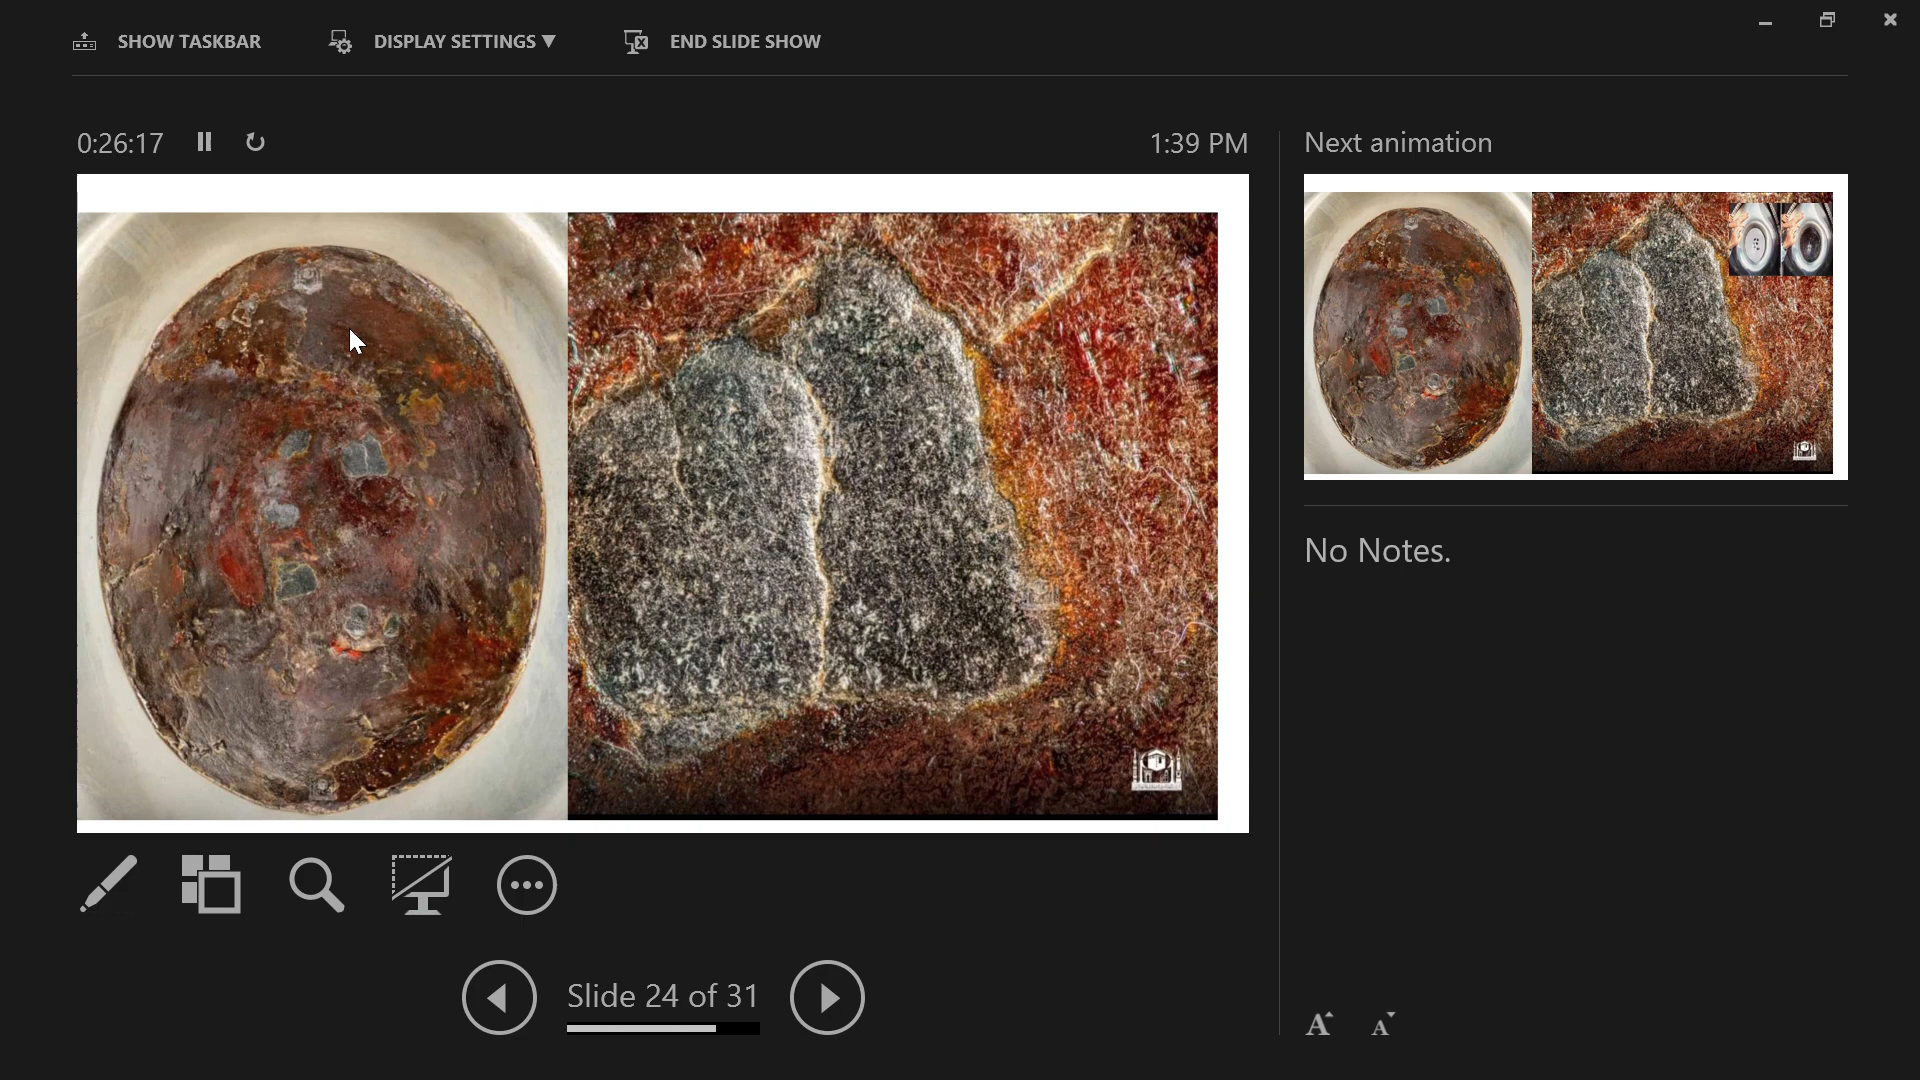 SHOW TASKBAR
DISPLAY SETTINGS ▼
END SLIDE SHOW
0:26:17
1:39 PM
Next animation
No Notes.
Slide 24 of 31
A A